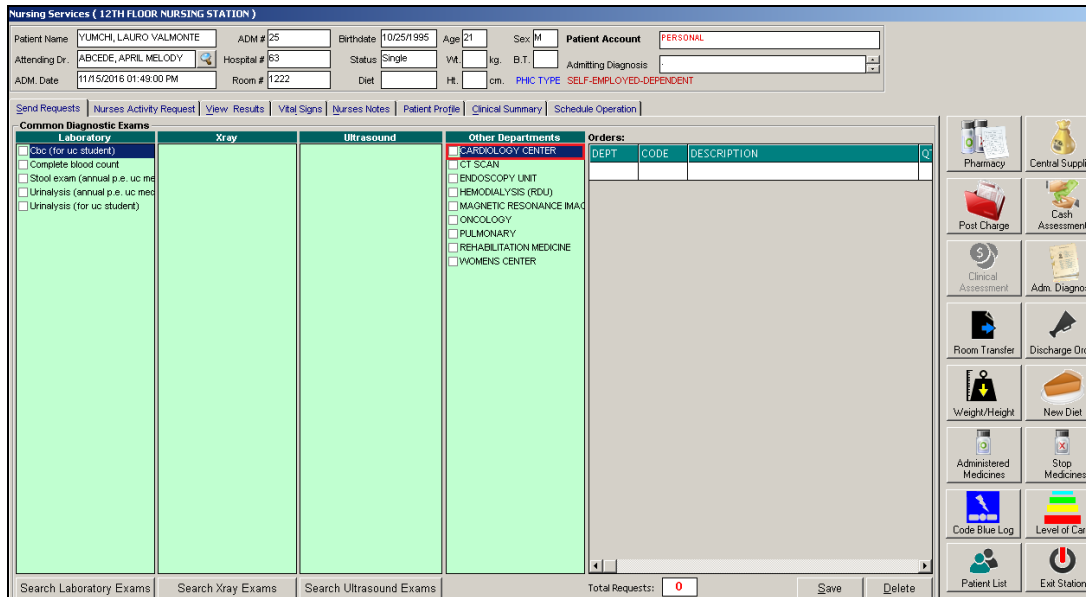 Nursing Services ( 12TH FLOOR NURSING STATION )
Patient Name YUMCHI, LAURO VALMONTE ADM # 25 Birthdate 10/25/1995 Age 21 Sex M Patient Account PERSONAL
Attending Dr. ABCEDE, APRIL MELODY Hospital # 63 Status Single Wt. kg. B.T. Admitting Diagnosis .
ADM. Date 11/15/2016 01:49:00 PM Room # 1222 Diet Ht. cm. PHIC TYPE SELF-EMPLOYED-DEPENDENT
Send Requests Nurses Activity Request View Results Vital Signs Nurses Notes Patient Profile Clinical Summary Schedule Operation
Common Diagnostic Exams
Laboratory Xray Ultrasound Other Departments Orders:
Cbc (for uc student)
Complete blood count
Stool exam (annual p.e. uc me
Urinalysis (annual p.e. uc med
Urinalysis (for uc student)
CARDIOLOGY CENTER
CT SCAN
ENDOSCOPY UNIT
HEMODIALYSIS (RDU)
MAGNETIC RESONANCE IMAG
ONCOLOGY
PULMONARY
REHABILITATION MEDICINE
WOMENS CENTER
DEPT CODE DESCRIPTION QT
Pharmacy Central Suppli
Post Charge Cash
Assessment
Clinical
Assessment Adm. Diagnos
Room Transfer Discharge Ord
Weight/Height New Diet
Administered
Medicines Stop
Medicines
Code Blue Log Level of Car
Patient List Exit Station
Search Laboratory Exams Search Xray Exams Search Ultrasound Exams Total Requests: 0 Save Delete